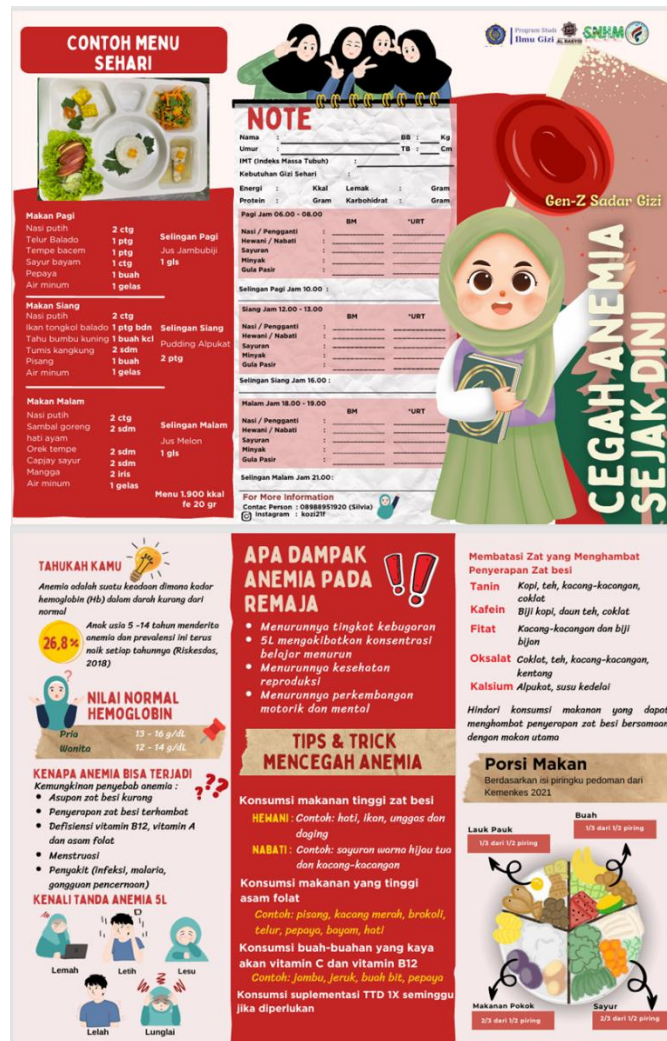 CONTOH MENU
SEHARI
Makan Pagi
Nasi putih 2 ctg
Telur Balado 1 ptg
Tempe bacem 1 ptg
Sayur bayam 1 ctg
Pepaya 1 buah
Air minum 1 gelas
Selingan Pagi
Jus Jambubiji
1 gls
Makan Siang
Nasi putih 2 ctg
Ikan tongkol balado 1 ptg bdn
Tahu bumbu kuning 1 buah kcl
Tumis kangkung 2 sdm
Pisang 1 buah
Air minum 1 gelas
Selingan Siang
Pudding Alpukat
2 ptg
Makan Malam
Nasi putih 2 ctg
Sambal goreng 2 sdm
hati ayam
Orek tempe 2 sdm
Capjay sayur 2 sdm
Mangga 2 iris
Air minum 1 gelas
Selingan Malam
Jus Melon
1 gls
Menu 1.900 kkal
fe 20 gr
NOTE
Nama : BB : Kg
Umur : TB : Cm
IMT (Indeks Massa Tubuh) :
Kebutuhan Gizi Sehari :
Energi : Kkal Lemak : Gram
Protein : Gram Karbohidrat : Gram
Pagi Jam 06.00 - 08.00
BM *URT
Nasi / Pengganti :
Hewani / Nabati :
Sayuran :
Minyak :
Gula Pasir :
Selingan Pagi Jam 10.00 :
Siang Jam 12.00 - 13.00
BM *URT
Nasi / Pengganti :
Hewani / Nabati :
Sayuran :
Minyak :
Gula Pasir :
Selingan Siang Jam 16.00 :
Malam Jam 18.00 - 19.00
BM *URT
Nasi / Pengganti :
Hewani / Nabati :
Sayuran :
Minyak :
Gula Pasir :
Selingan Malam Jam 21.00:
For More Information
Contac Person : 08988951920 (Silvia)
Instagram : kozi21f
Program Studi
Ilmu Gizi
SNHM
Gen-Z Sadar Gizi
CEGAH ANEMIA
SEJAK DINI
TAHUKAH KAMU
Anemia adalah suatu keadaan dimana kadar
hemoglobin (Hb) dalam darah kurang dari
normal
26,8%
Anak usia 5 -14 tahun menderita
anemia dan prevalensi ini terus
naik setiap tahunnya (Riskesdas,
2018)
NILAI NORMAL
HEMOGLOBIN
Pria 13 - 16 g/dL
Wanita 12 - 14 g/dL
KENAPA ANEMIA BISA TERJADI
Kemungkinan penyebab anemia :
Asupan zat besi kurang
Penyerapan zat besi terhambat
Defisiensi vitamin B12, vitamin A
dan asam folat
Menstruasi
Penyakit (infeksi, malaria,
gangguan pencernaan)
KENALI TANDA ANEMIA 5L
Lemah Letih Lesu
Lelah Lunglai
APA DAMPAK
ANEMIA PADA
REMAJA
Menurunnya tingkat kebugaran
5L mengakibatkan konsentrasi
belajar menurun
Menurunnya kesehatan
reproduksi
Menurunnya perkembangan
motorik dan mental
TIPS & TRICK
MENCEGAH ANEMIA
Konsumsi makanan tinggi zat besi
HEWANI : Contoh: hati, ikan, unggas dan
daging
NABATI : Contoh: sayuran warna hijau tua
dan kacang-kacangan
Konsumsi makanan yang tinggi
asam folat
Contoh: pisang, kacang merah, brokoli,
telur, pepaya, bayam, hati
Konsumsi buah-buahan yang kaya
akan vitamin C dan vitamin B12
Contoh: jambu, jeruk, buah bit, pepaya
Konsumsi suplementasi TTD 1X seminggu
jika diperlukan
Membatasi Zat yang Menghambat
Penyerapan Zat besi
Tanin Kopi, teh, kacang-kacangan,
coklat
Kafein Biji kopi, daun teh, coklat
Fitat Kacang-kacangan dan biji
bijan
Oksalat Coklat, teh, kacang-kacangan,
kentang
Kalsium Alpukat, susu kedelai
Hindari konsumsi makanan yang dapat
menghambat penyerapan zat besi bersamaan
dengan makan utama
Porsi Makan
Berdasarkan isi piringku pedoman dari
Kemenkes 2021
Lauk Pauk
1/3 dari 1/2 piring
Buah
1/3 dari 1/2 piring
Makanan Pokok
2/3 dari 1/2 piring
Sayur
2/3 dari 1/2 piring